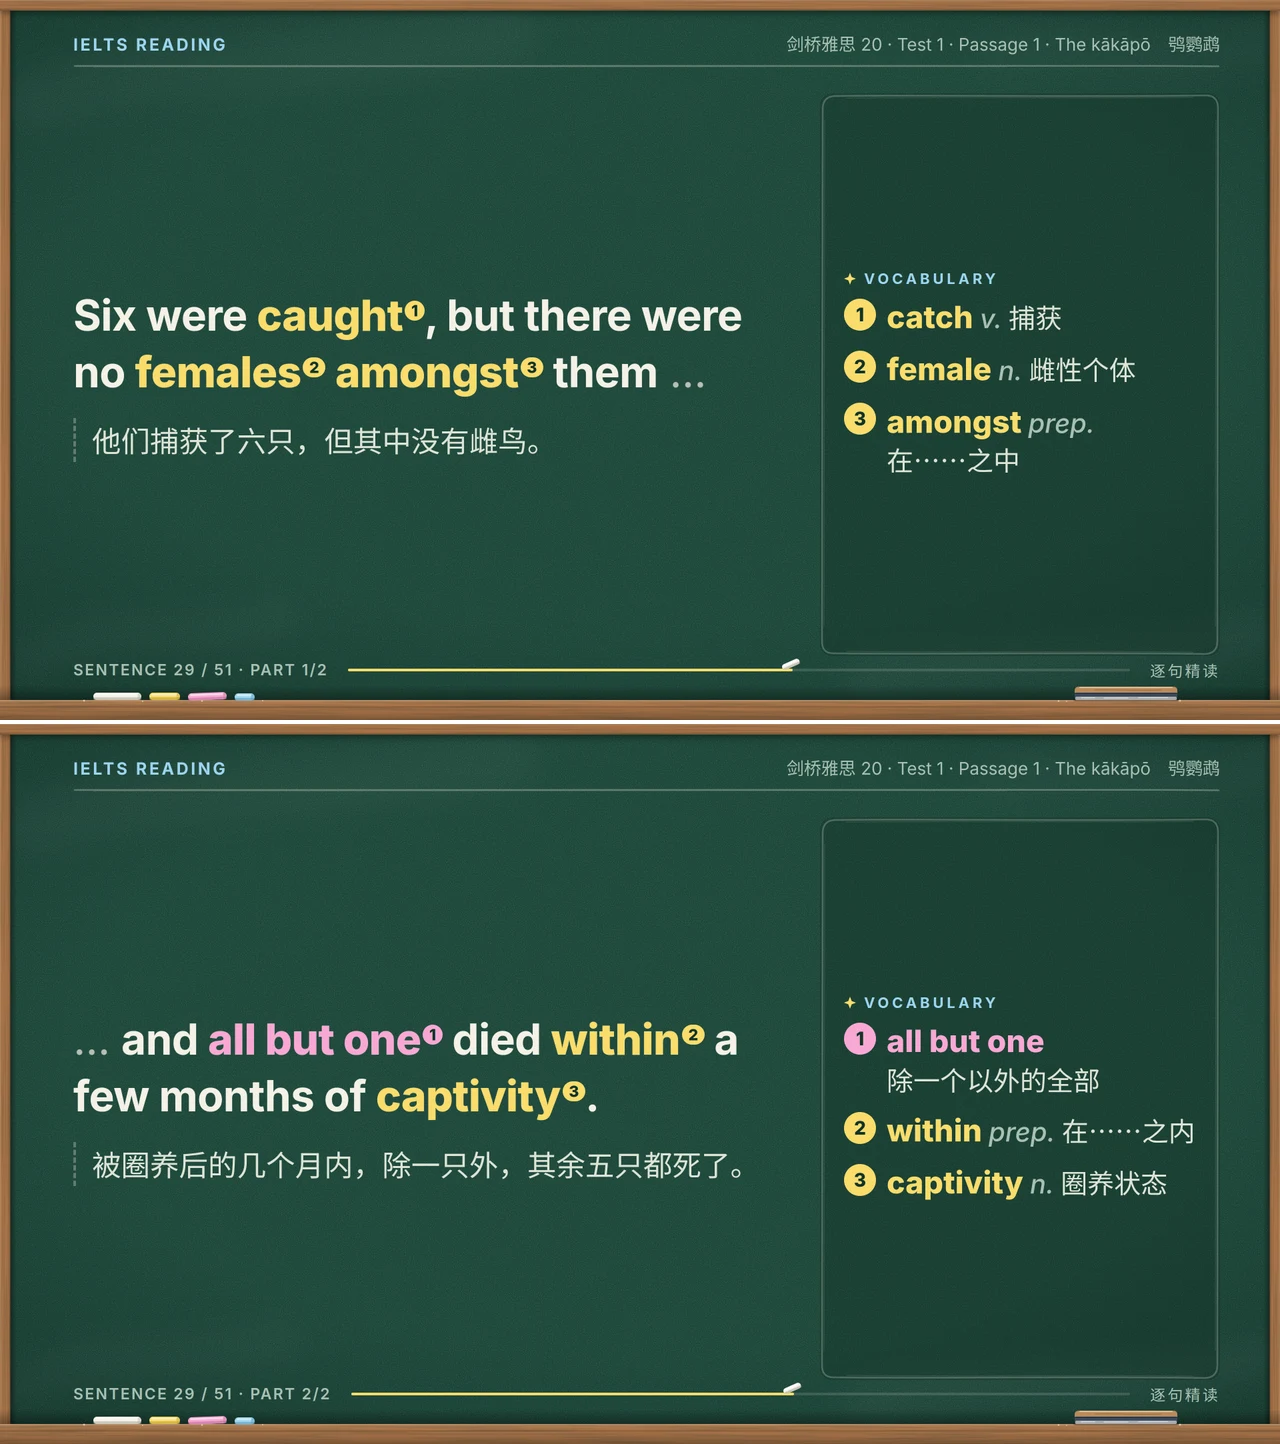 IELTS READING
剑桥雅思 20 · Test 1 · Passage 1 · The kākāpō 鸮鹦鹉
Six were caught❶, but there were
no females❷ amongst❸ them …
他们捕获了六只，但其中没有雌鸟。
✦ VOCABULARY
1 catch v. 捕获
2 female n. 雌性个体
3 amongst prep.
在……之中
SENTENCE 29 / 51 · PART 1/2
逐句精读
IELTS READING
剑桥雅思 20 · Test 1 · Passage 1 · The kākāpō 鸮鹦鹉
… and all but one❶ died within❷ a
few months of captivity❸.
被圈养后的几个月内，除一只外，其余五只都死了。
✦ VOCABULARY
1 all but one
除一个以外的全部
2 within prep. 在……之内
3 captivity n. 圈养状态
SENTENCE 29 / 51 · PART 2/2
逐句精读